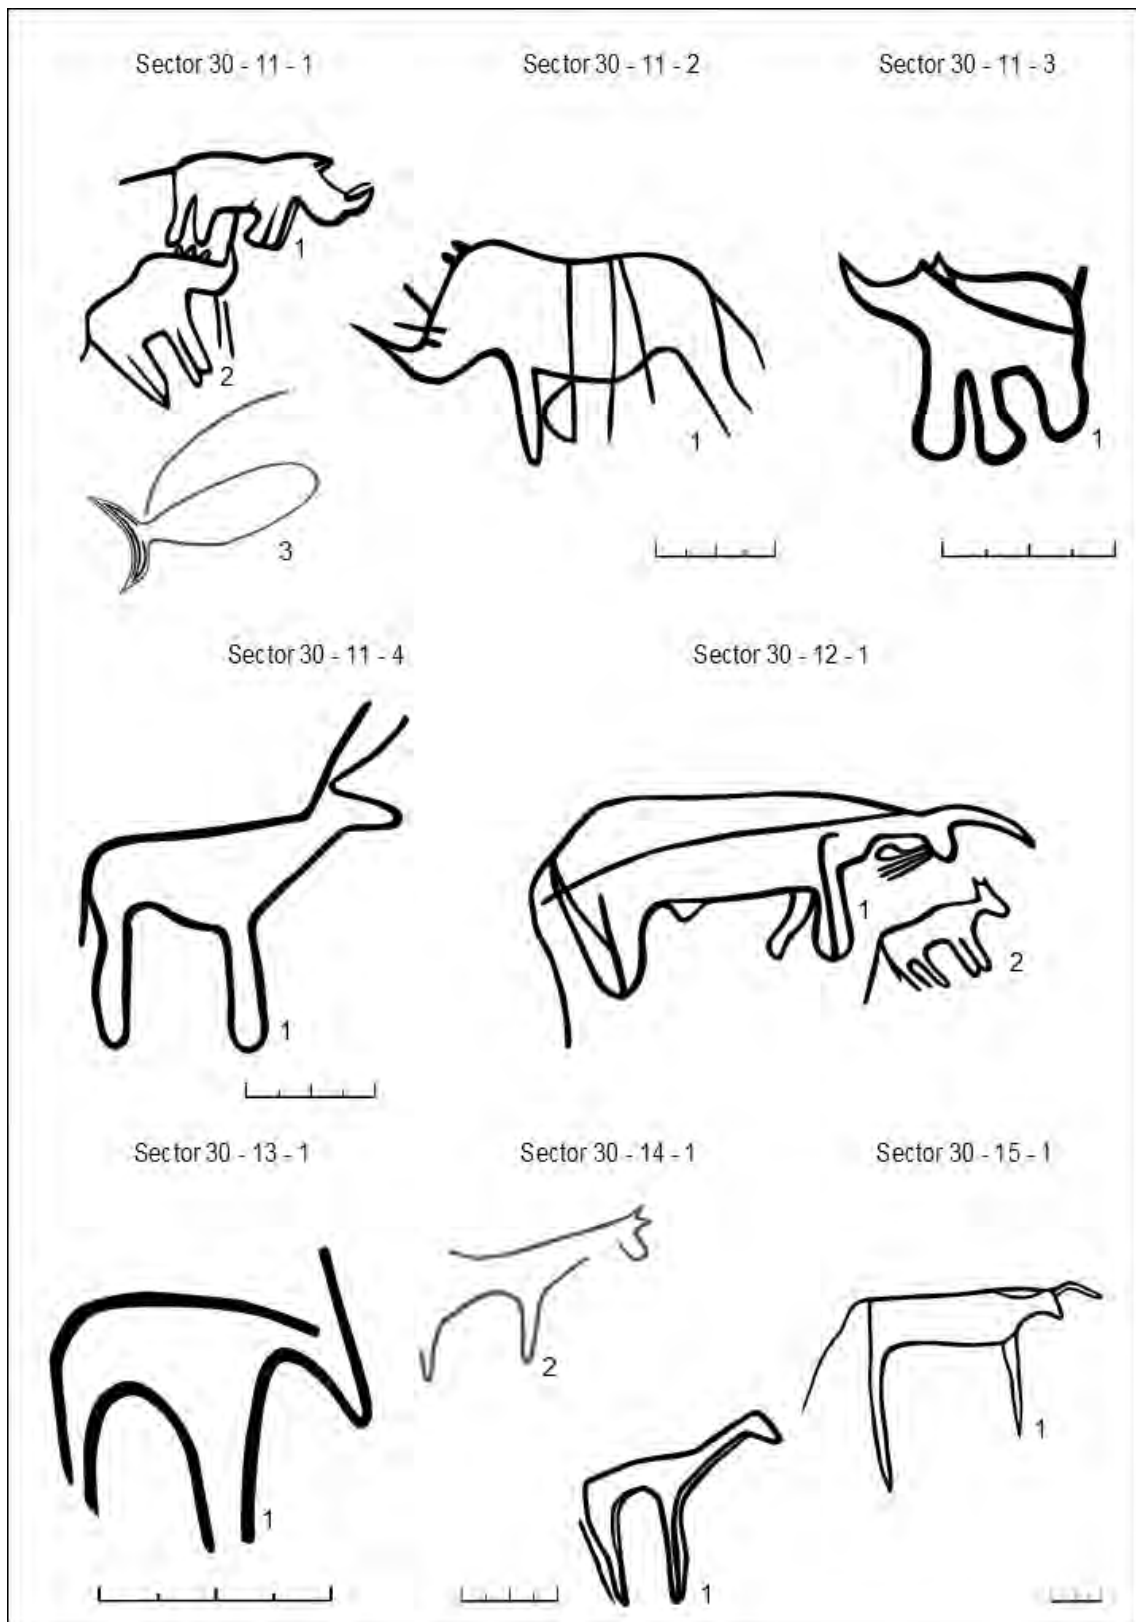 Sector 30 - 11 - 1
Sector 30 - 11 - 2
Sector 30 - 11 - 3
1
2
3
1
1
Sector 30 - 11 - 4
Sector 30 - 12 - 1
1
1
2
Sector 30 - 13 - 1
Sector 30 - 14 - 1
Sector 30 - 15 - 1
1
2
1
1